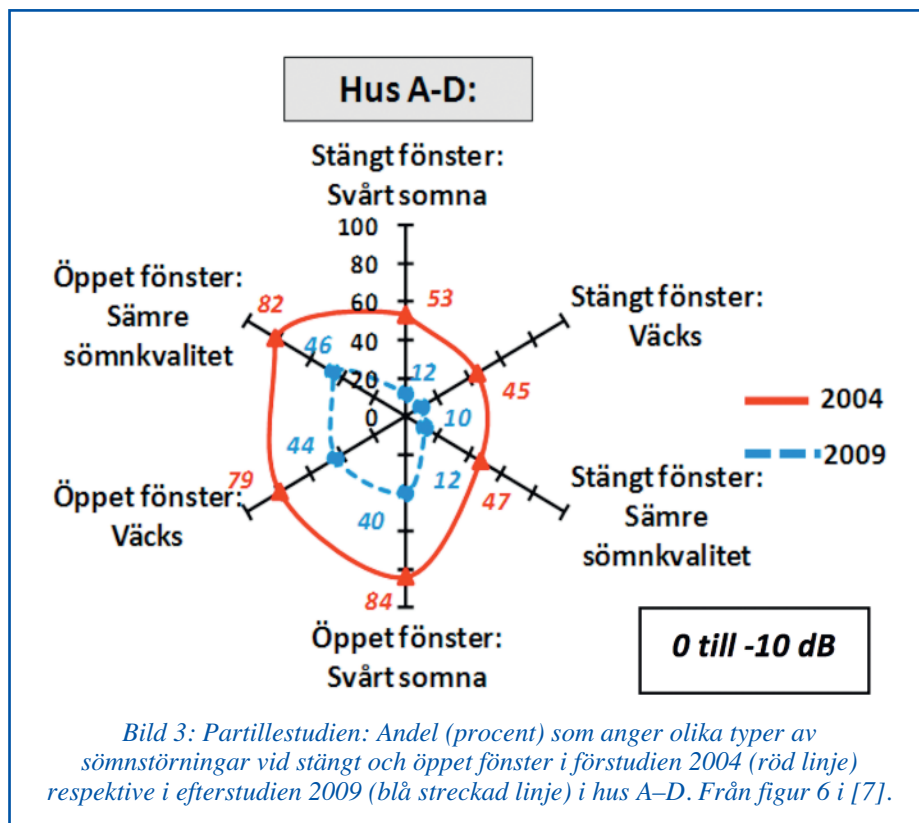 Hus A-D:
Stängt fönster:
Svårt somna
100
80
60
40
20
0
53
12
Öppet fönster:
Sämre
sömnkvalitet
82
46
Stängt fönster:
Väcks
45
10
2004
2009
44
79
Öppet fönster:
Väcks
12
47
Stängt fönster:
Sämre
sömnkvalitet
40
84
Öppet fönster:
Svårt somna
0 till -10 dB
Bild 3: Partillestudien: Andel (procent) som anger olika typer av
sömnstörningar vid stängt och öppet fönster i förstudien 2004 (röd linje)
respektive i efterstudien 2009 (blå streckad linje) i hus A–D. Från figur 6 i [7].